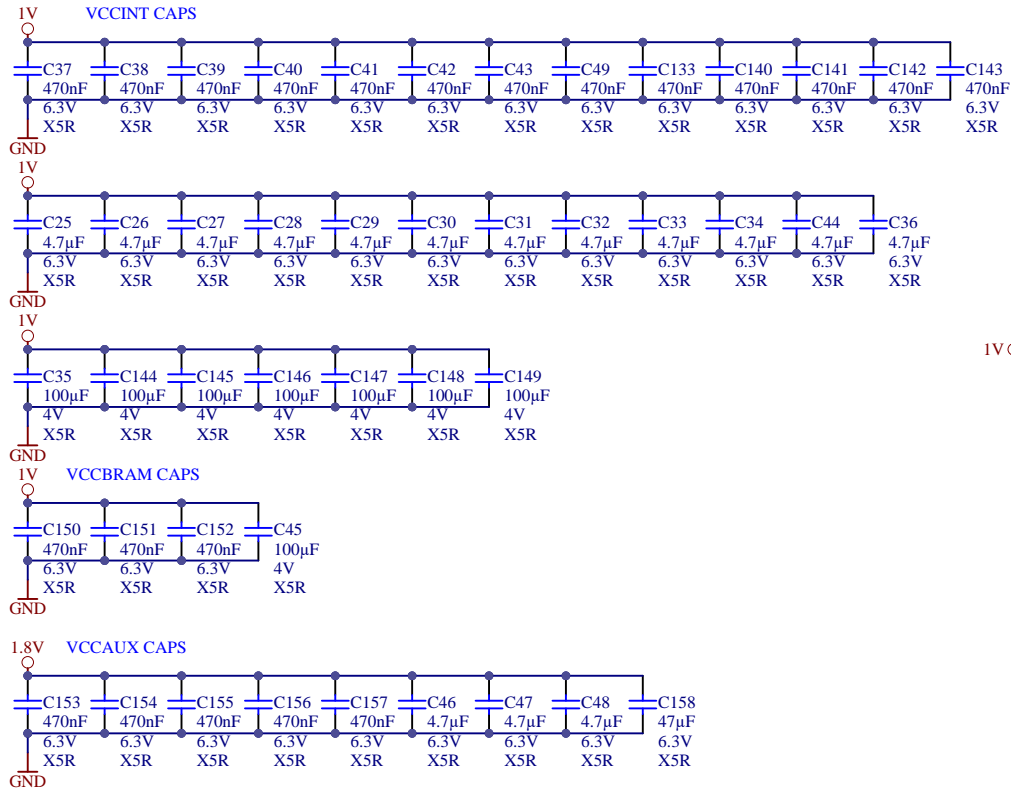 1V VCCINT CAPS
C37 C38 C39 C40 C41 C42 C43 C49 C133 C140 C141 C142 C143
470nF 470nF 470nF 470nF 470nF 470nF 470nF 470nF 470nF 470nF 470nF 470nF 470nF
6.3V 6.3V 6.3V 6.3V 6.3V 6.3V 6.3V 6.3V 6.3V 6.3V 6.3V 6.3V 6.3V
X5R X5R X5R X5R X5R X5R X5R X5R X5R X5R X5R X5R X5R
GND
1V
C25 C26 C27 C28 C29 C30 C31 C32 C33 C34 C44 C36
4.7µF 4.7µF 4.7µF 4.7µF 4.7µF 4.7µF 4.7µF 4.7µF 4.7µF 4.7µF 4.7µF 4.7µF
6.3V 6.3V 6.3V 6.3V 6.3V 6.3V 6.3V 6.3V 6.3V 6.3V 6.3V 6.3V
X5R X5R X5R X5R X5R X5R X5R X5R X5R X5R X5R X5R
GND
1V
1V
C35 C144 C145 C146 C147 C148 C149
100µF 100µF 100µF 100µF 100µF 100µF 100µF
4V 4V 4V 4V 4V 4V 4V
X5R X5R X5R X5R X5R X5R X5R
GND
1V VCCBRAM CAPS
C150 C151 C152 C45
470nF 470nF 470nF 100µF
6.3V 6.3V 6.3V 4V
X5R X5R X5R X5R
GND
1.8V VCCAUX CAPS
C153 C154 C155 C156 C157 C46 C47 C48 C158
470nF 470nF 470nF 470nF 470nF 4.7µF 4.7µF 4.7µF 47µF
6.3V 6.3V 6.3V 6.3V 6.3V 6.3V 6.3V 6.3V 6.3V
X5R X5R X5R X5R X5R X5R X5R X5R X5R
GND